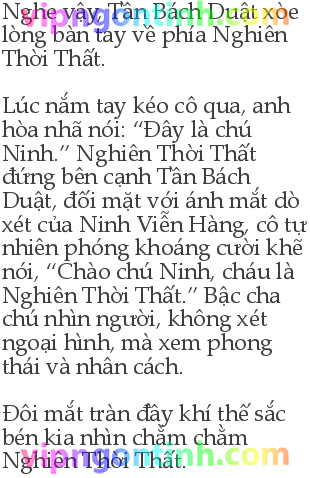 Nghe vậy, Tần Bách Duật xòe
lòng bàn tay về phía Nghiên
Thời Thất.
Lúc nắm tay kéo cô qua, anh
hòa nhã nói: “Đây là chú
Ninh.” Nghiên Thời Thất
đứng bên cạnh Tần Bách
Duật, đối mặt với ánh mắt dò
xét của Ninh Viễn Hàng, cô tự
nhiên phóng khoáng cười khẽ
nói, “Chào chú Ninh, cháu là
Nghiên Thời Thất.” Bậc cha
chú nhìn người, không xét
ngoại hình, mà xem phong
thái và nhân cách.
Đôi mắt tràn đầy khí thế sắc
bén kia nhìn chằm chằm
vipngontinh.com
Nghiên Thời Thất.